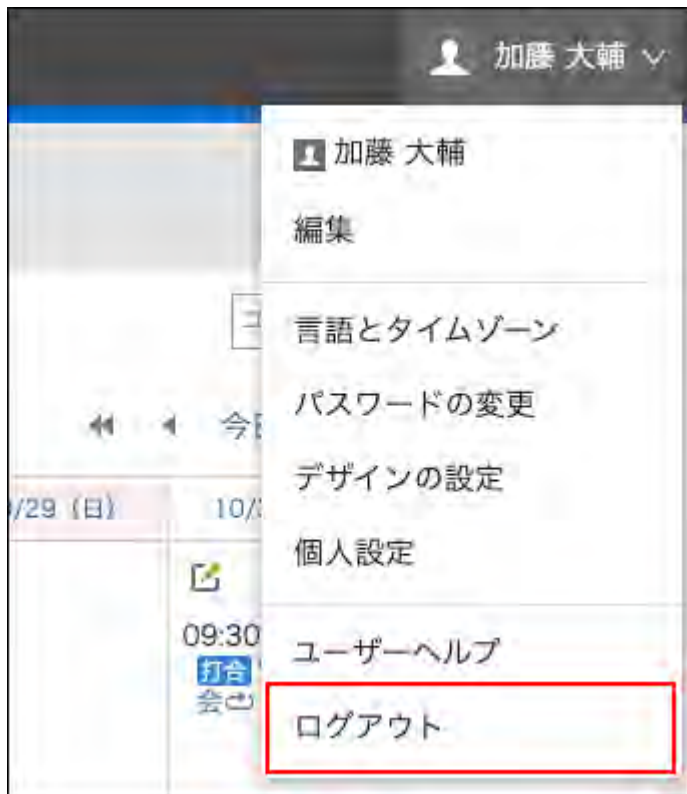 加藤 大輔
加藤 大輔
編集
言語とタイムゾーン
パスワードの変更
今日
デザインの設定
/29 (日)
10/
個人設定
09:30
打合
会
ユーザーヘルプ
ログアウト